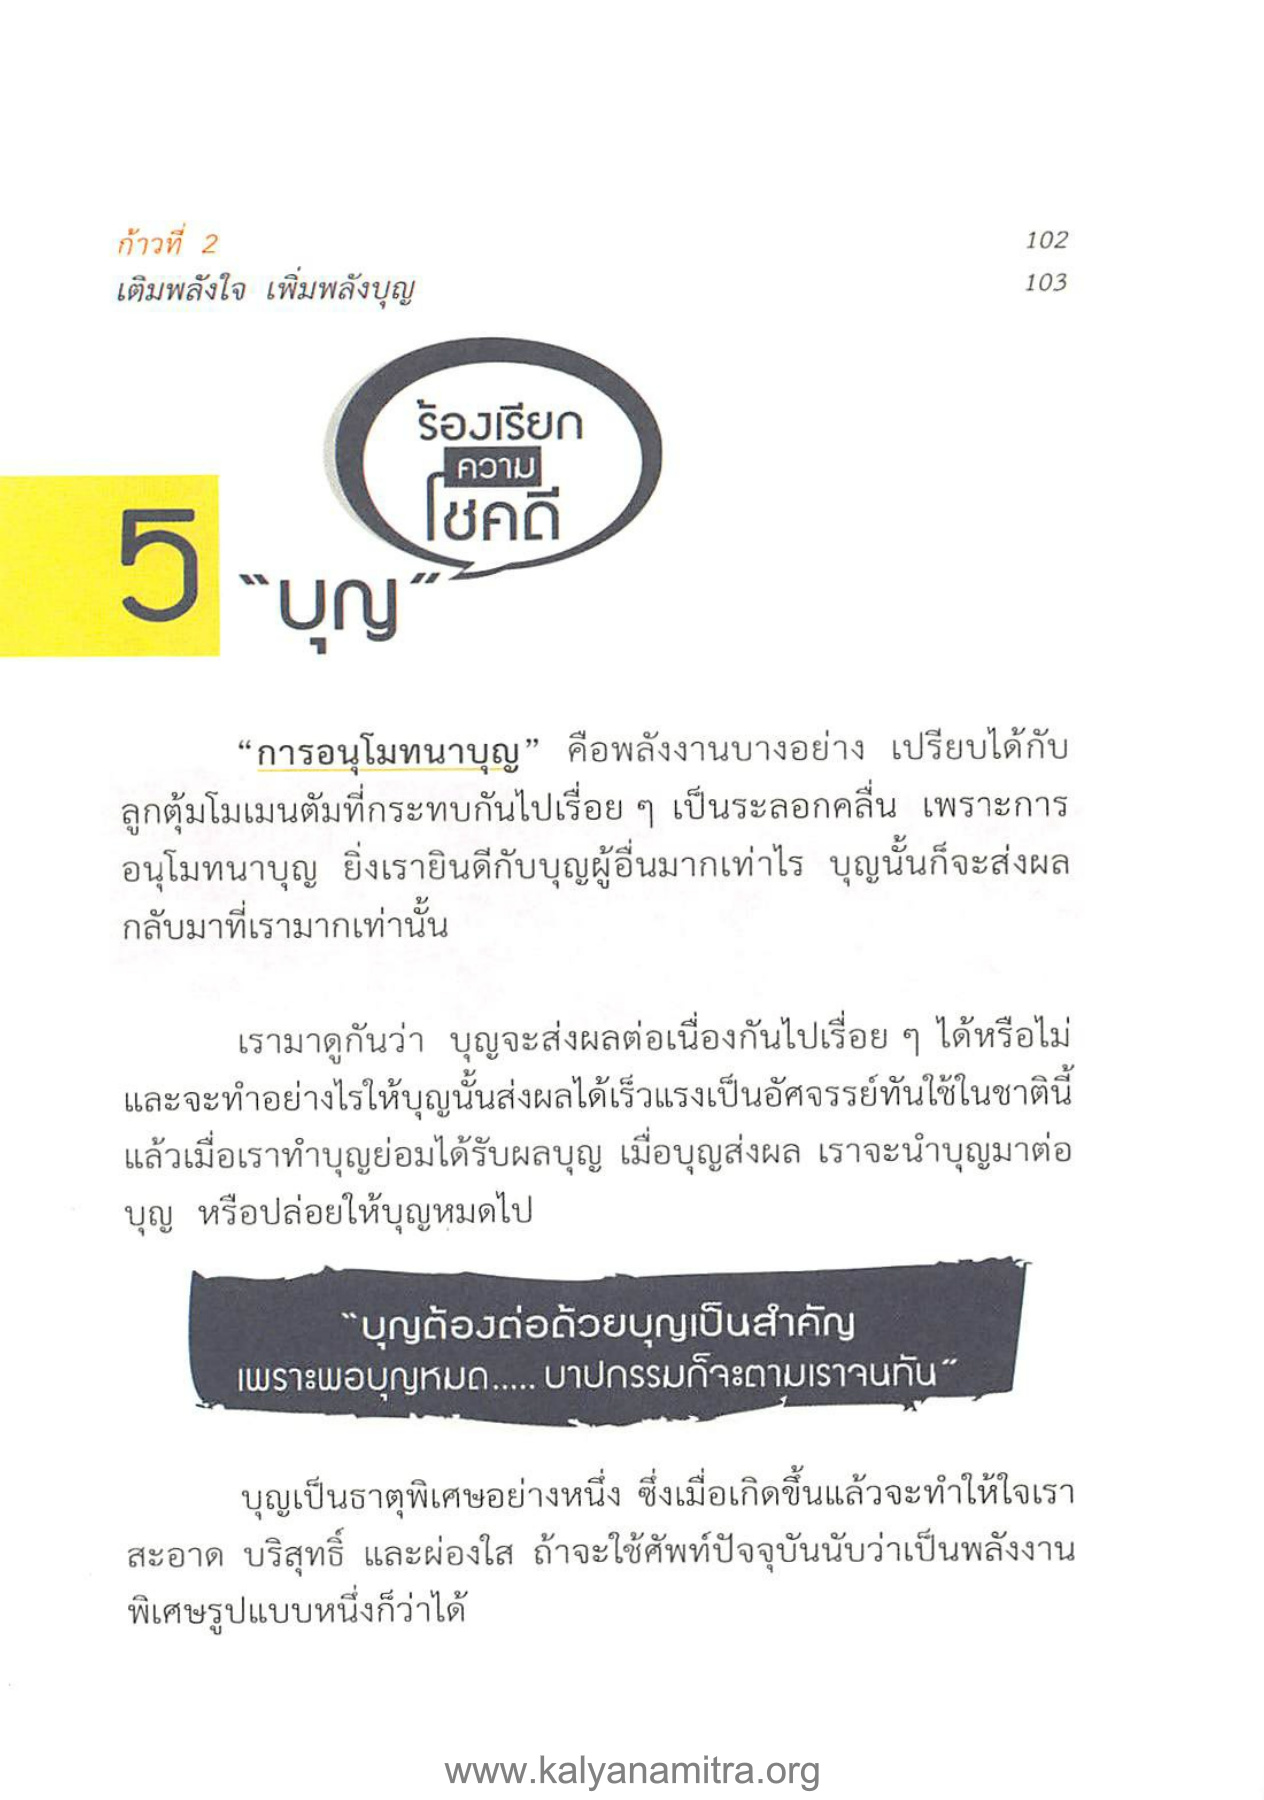 ก้าวที่ 2
102
เติมพลังใจ เพิ่มพลังบุญ
103
ร้องเรียก
ความ
โชคดี
5
“บุญ”
“การอนุโมทนาบุญ” คือพลังงานบางอย่าง เปรียบได้กับ
ลูกตุ้มโมเมนตัมที่กระทบกันไปเรื่อย ๆ เป็นระลอกคลื่น เพราะการ
อนุโมทนาบุญ ยิ่งเรายินดีกับบุญผู้อื่นมากเท่าไร บุญนั้นก็จะส่งผล
กลับมาที่เรามากเท่านั้น
เรามาดูกันว่า บุญจะส่งผลต่อเนื่องกันไปเรื่อย ๆ ได้หรือไม่
และจะทำอย่างไรให้บุญนั้นส่งผลได้เร็วแรงเป็นอัศจรรย์ทันใช้ในชาตินี้
แล้วเมื่อเราทำบุญย่อมได้รับผลบุญ เมื่อบุญส่งผล เราจะนำบุญมาต่อ
บุญ หรือปล่อยให้บุญหมดไป
“บุญต้องต่อด้วยบุญเป็นสำคัญ
เพราะพอบุญหมด..... บาปกรรมก็จะตามเราจนทัน”
บุญเป็นธาตุพิเศษอย่างหนึ่ง ซึ่งเมื่อเกิดขึ้นแล้วจะทำให้ใจเรา
สะอาด บริสุทธิ์ และผ่องใส ถ้าจะใช้ศัพท์ปัจจุบันนับว่าเป็นพลังงาน
พิเศษรูปแบบหนึ่งก็ว่าได้
www.kalyanamitra.org